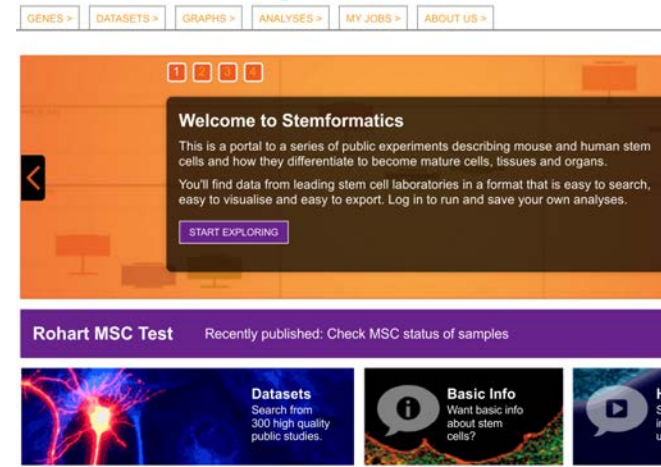 GENES > DATASETS > GRAPHS > ANALYSES > MY JOBS > ABOUT US >
1 2 3 4
Welcome to Stemformatics
This is a portal to a series of public experiments describing mouse and human stem
cells and how they differentiate to become mature cells, tissues and organs.
You'll find data from leading stem cell laboratories in a format that is easy to search,
easy to visualise and easy to export. Log in to run and save your own analyses.
START EXPLORING
Rohart MSC Test Recently published: Check MSC status of samples
Datasets
Search from
300 high quality
public studies.
Basic Info
Want basic info
about stem
cells?